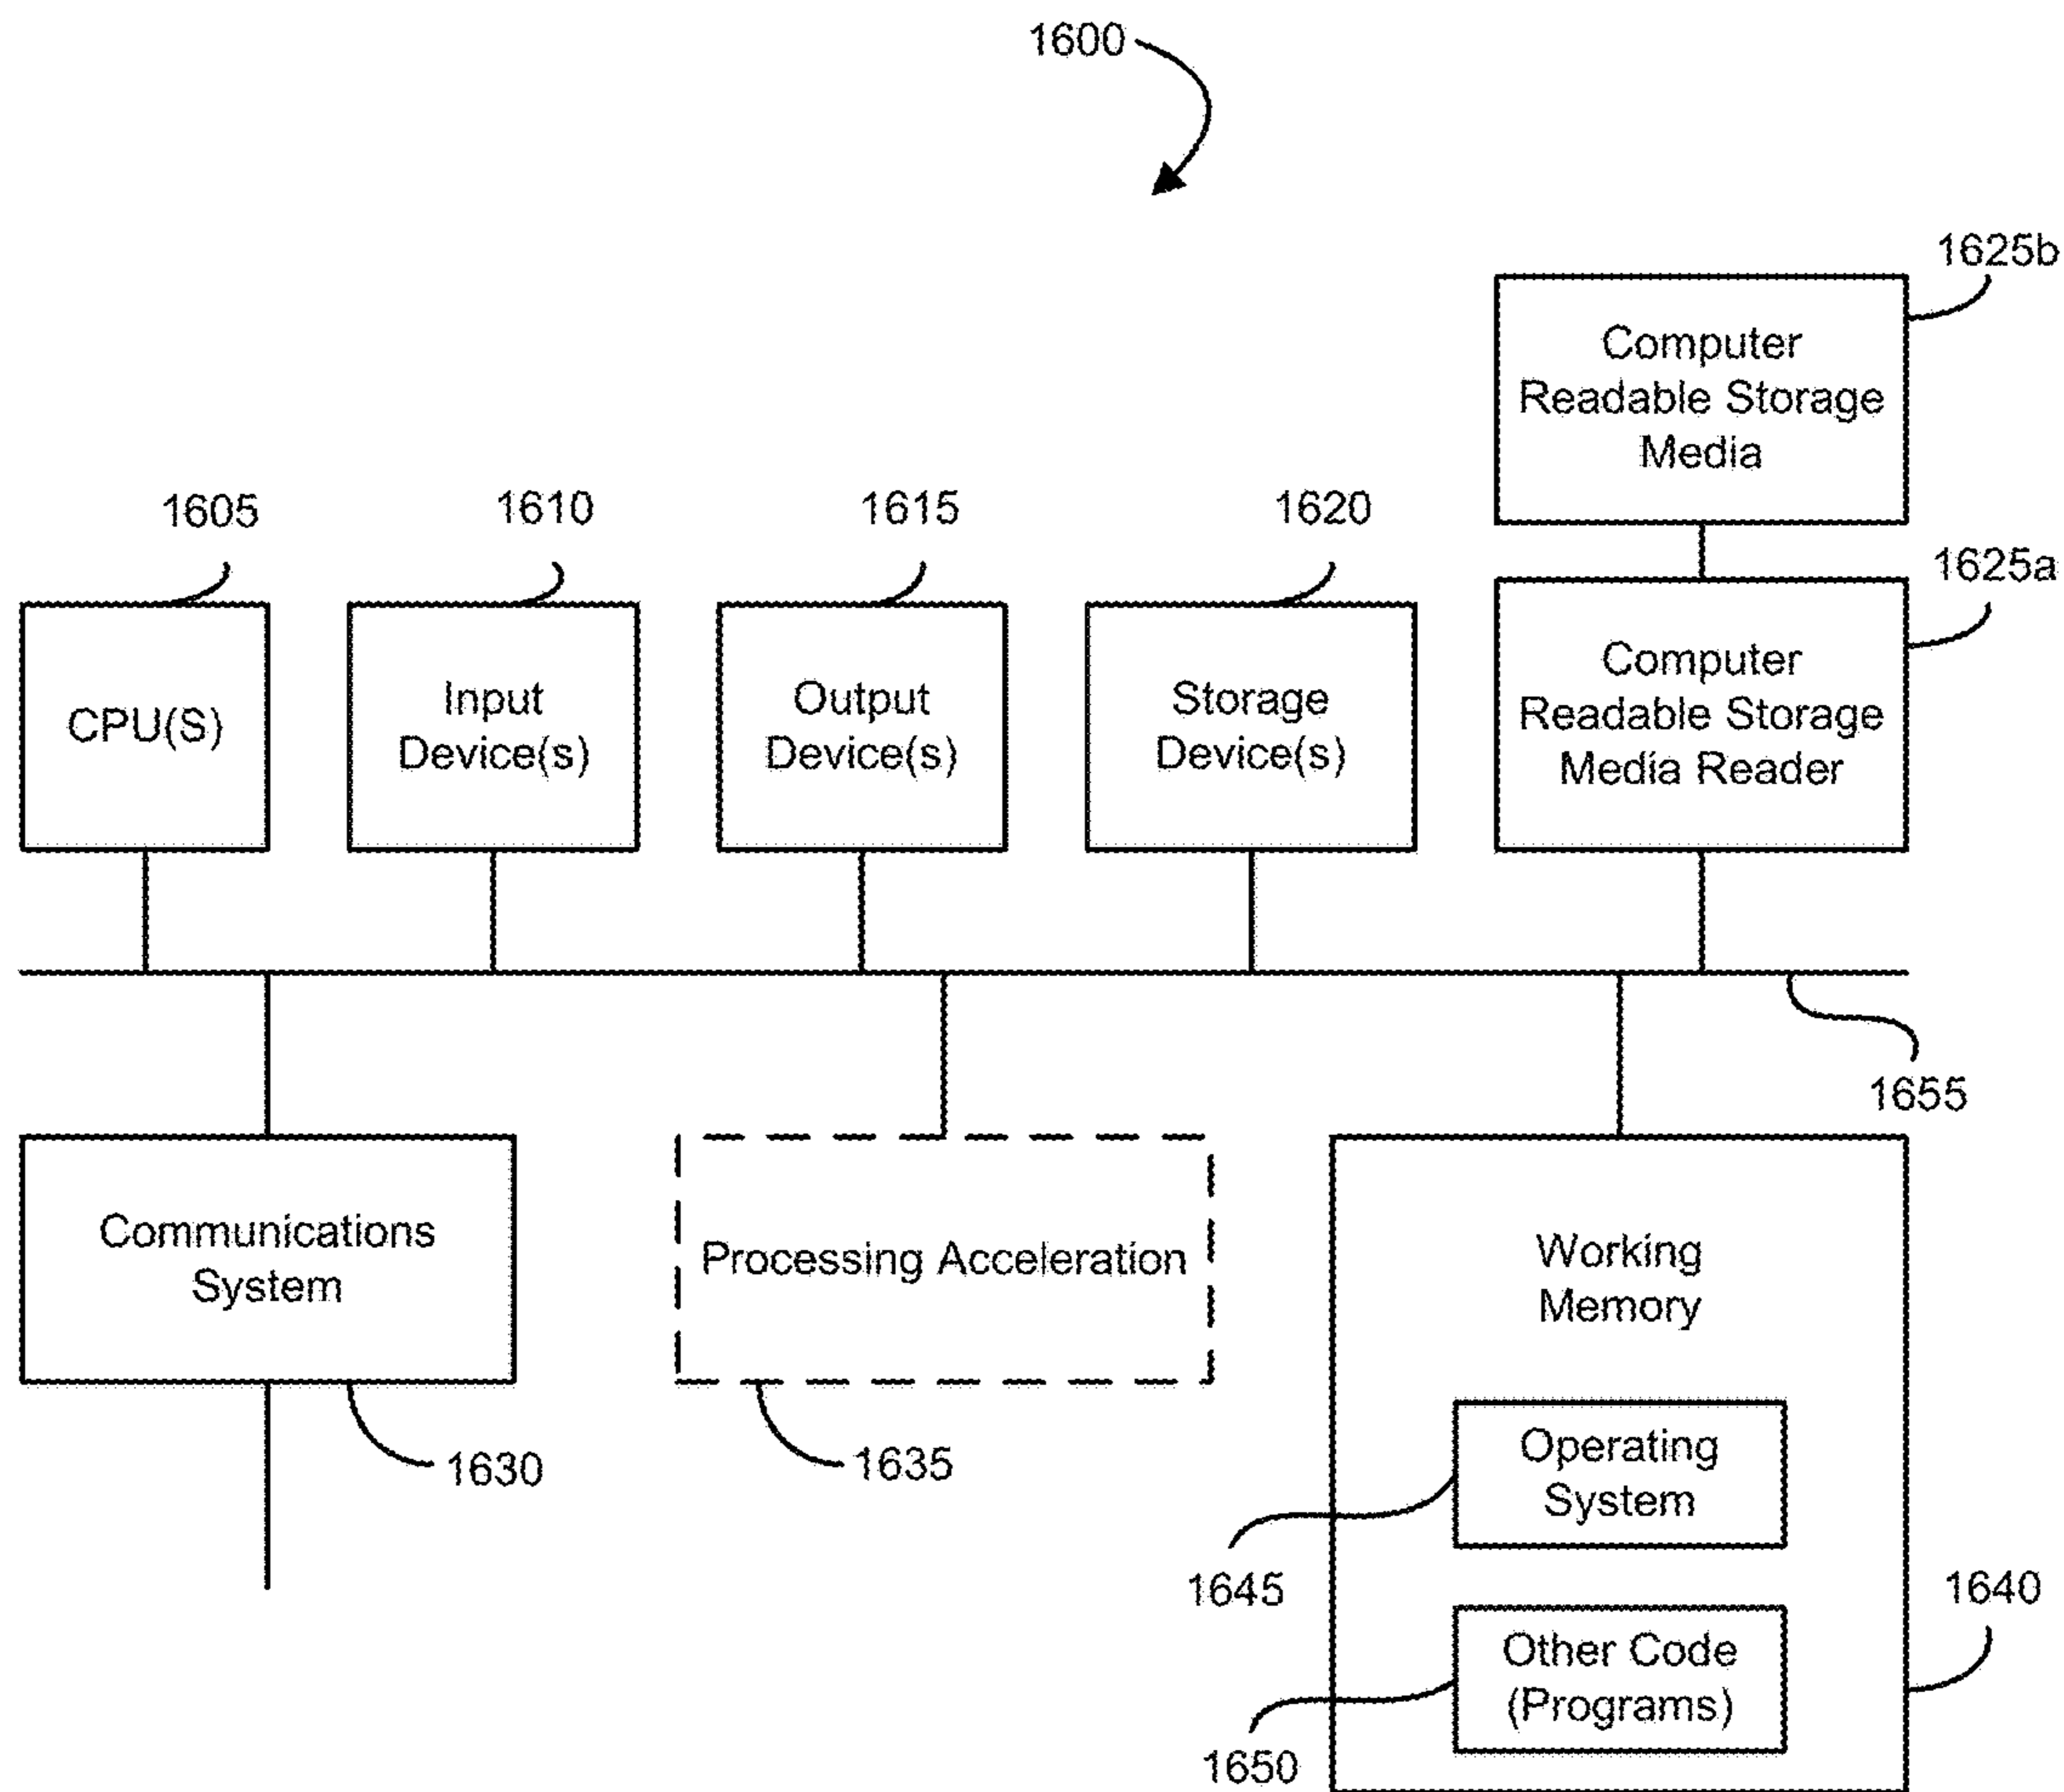 1600
1625b
Computer
Readable Storage
Media
1605
1610
1615
1620
1625a
CPU(S)
Input
Device(s)
Output
Device(s)
Storage
Device(s)
Computer
Readable Storage
Media Reader
1655
Communications
System
Processing Acceleration
Working
Memory
1630
1635
Operating
System
1645
1640
Other Code
(Programs)
1650